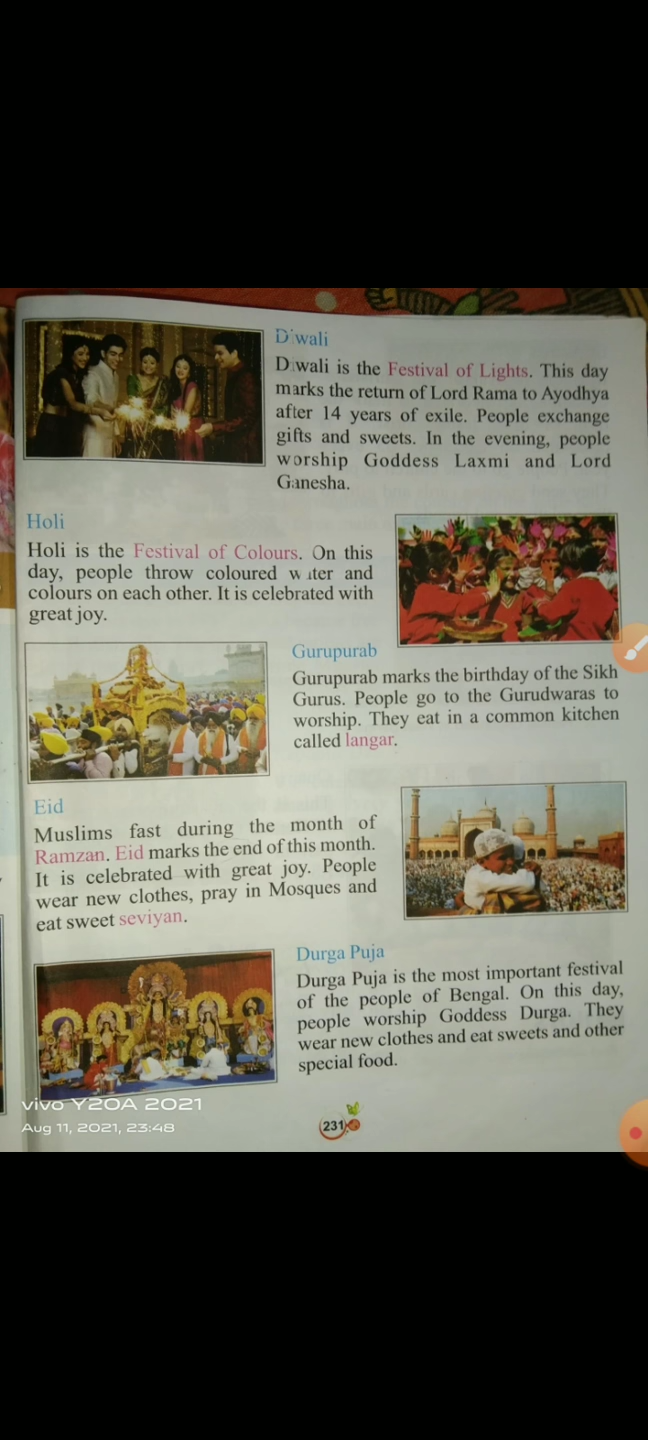 Diwali
Diwali is the Festival of Lights. This day
marks the return of Lord Rama to Ayodhya
after 14 years of exile. People exchange
gifts and sweets. In the evening, people
worship Goddess Laxmi and Lord
Ganesha.
Holi
Holi is the Festival of Colours. On this
day, people throw coloured water and
colours on each other. It is celebrated with
great joy.
Gurupurab
Gurupurab marks the birthday of the Sikh
Gurus. People go to the Gurudwaras to
worship. They eat in a common kitchen
called langar.
Eid
Muslims fast during the month of
Ramzan. Eid marks the end of this month.
It is celebrated with great joy. People
wear new clothes, pray in Mosques and
eat sweet seviyan.
Durga Puja
Durga Puja is the most important festival
of the people of Bengal. On this day,
people worship Goddess Durga. They
wear new clothes and eat sweets and other
special food.
vivo Y20A 2021
Aug 11, 2021, 23:48
231